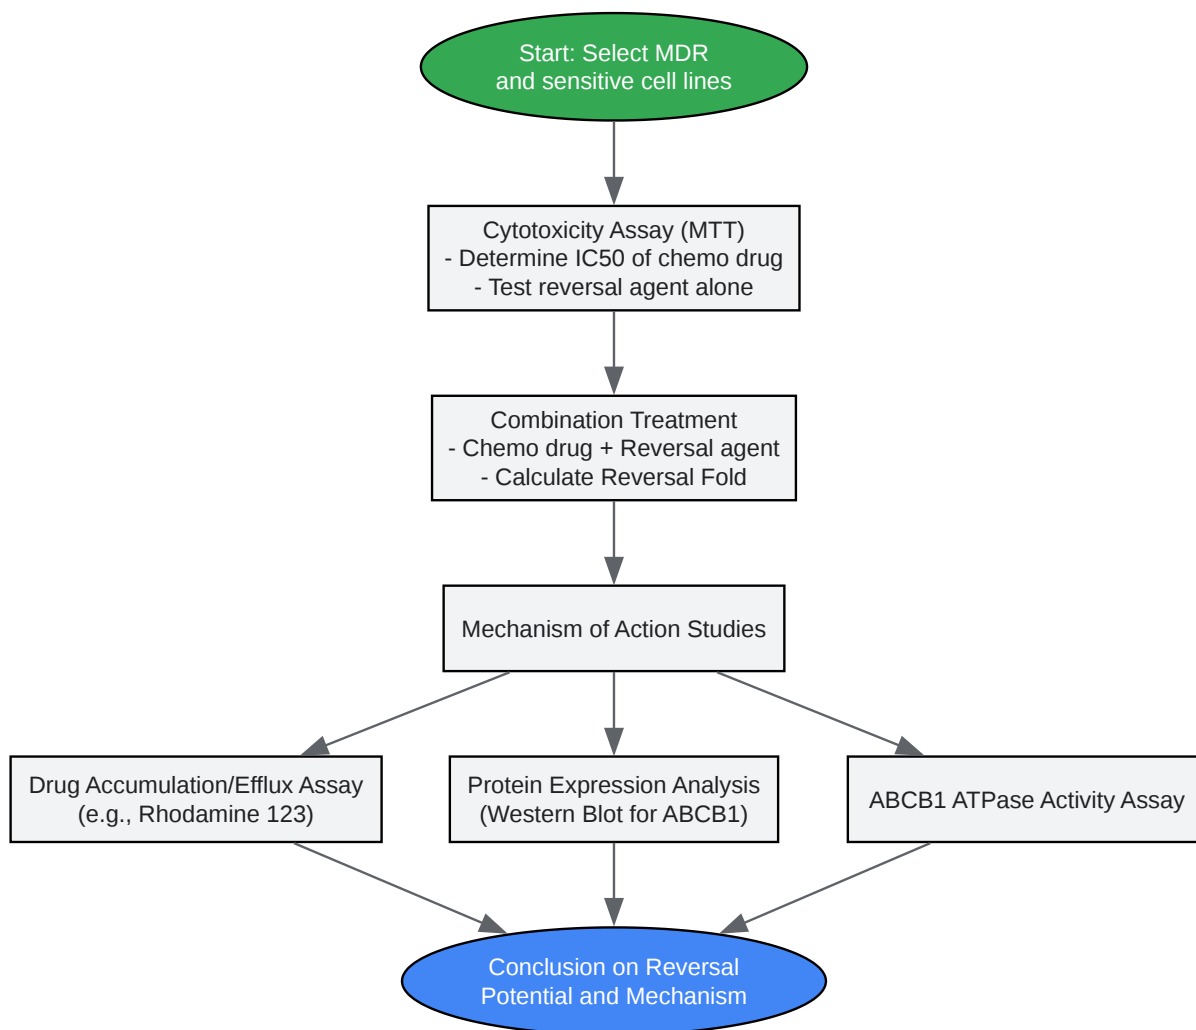 Start: Select MDR
and sensitive cell lines
Cytotoxicity Assay (MTT)
- Determine IC50 of chemo drug
- Test reversal agent alone
Combination Treatment
- Chemo drug + Reversal agent
- Calculate Reversal Fold
Mechanism of Action Studies
Drug Accumulation/Efflux Assay
(e.g., Rhodamine 123)
Protein Expression Analysis
(Western Blot for ABCB1)
ABCB1 ATPase Activity Assay
Conclusion on Reversal
Potential and Mechanism